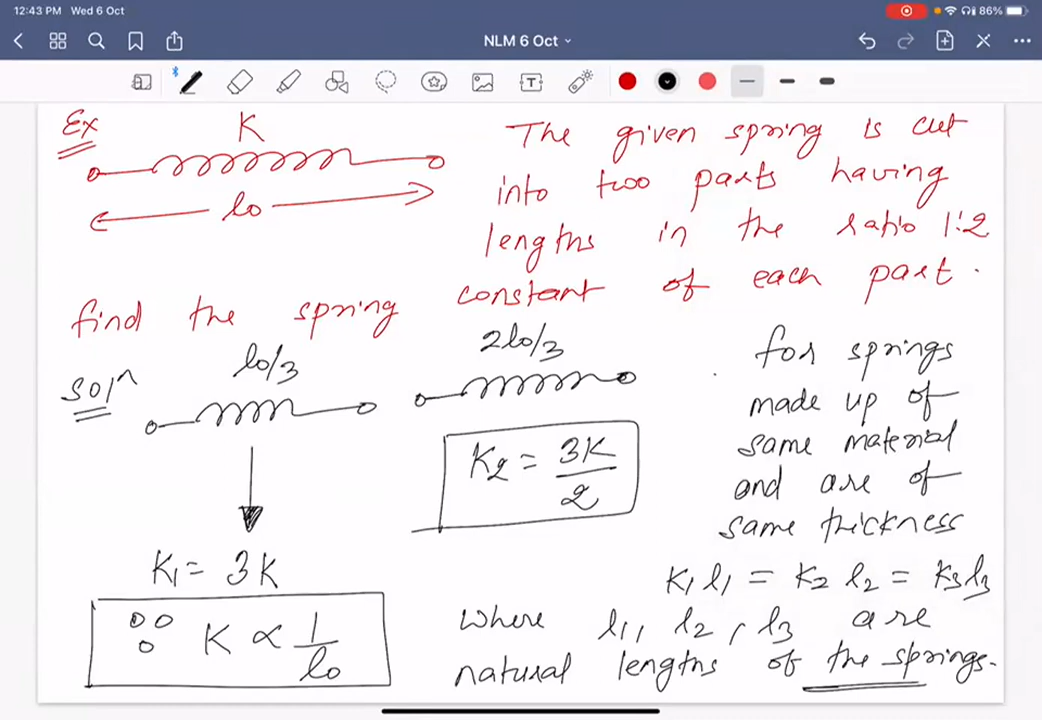 12:43 PM Wed 6 Oct
86%
NLM 6 Oct
Ex
K
l0
The given spring is cut
into two parts having
lengths in the ratio 1:2
find the spring constant of each part.
Soln
l0/3
2l0/3
K2 = 3K/2
K1 = 3K
∵ K ∝ 1/l0
for springs
made up of
same material
and are of
same thickness
K1 l1 = K2 l2 = K3 l3
where l1, l2, l3 are
natural lengths of the springs.